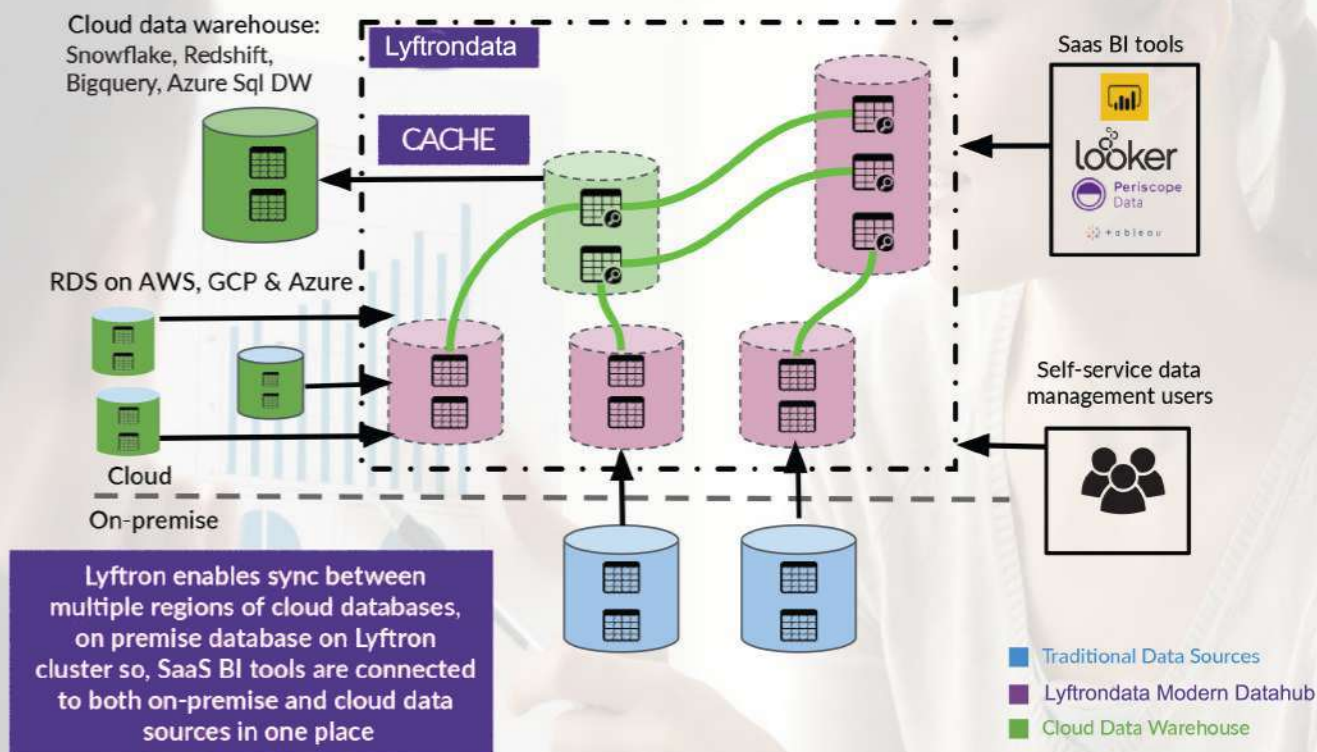 Cloud data warehouse:
Snowflake, Redshift,
Bigquery, Azure Sql DW
Lyftrondata
CACHE
Saas BI tools
looker
Periscope
Data
+ableau
RDS on AWS, GCP & Azure
Self-service data
management users
Cloud
On-premise
Lyftron enables sync between
multiple regions of cloud databases,
on premise database on Lyftron
cluster so, SaaS BI tools are connected
to both on-premise and cloud data
sources in one place
Traditional Data Sources
Lyftrondata Modern Datahub
Cloud Data Warehouse